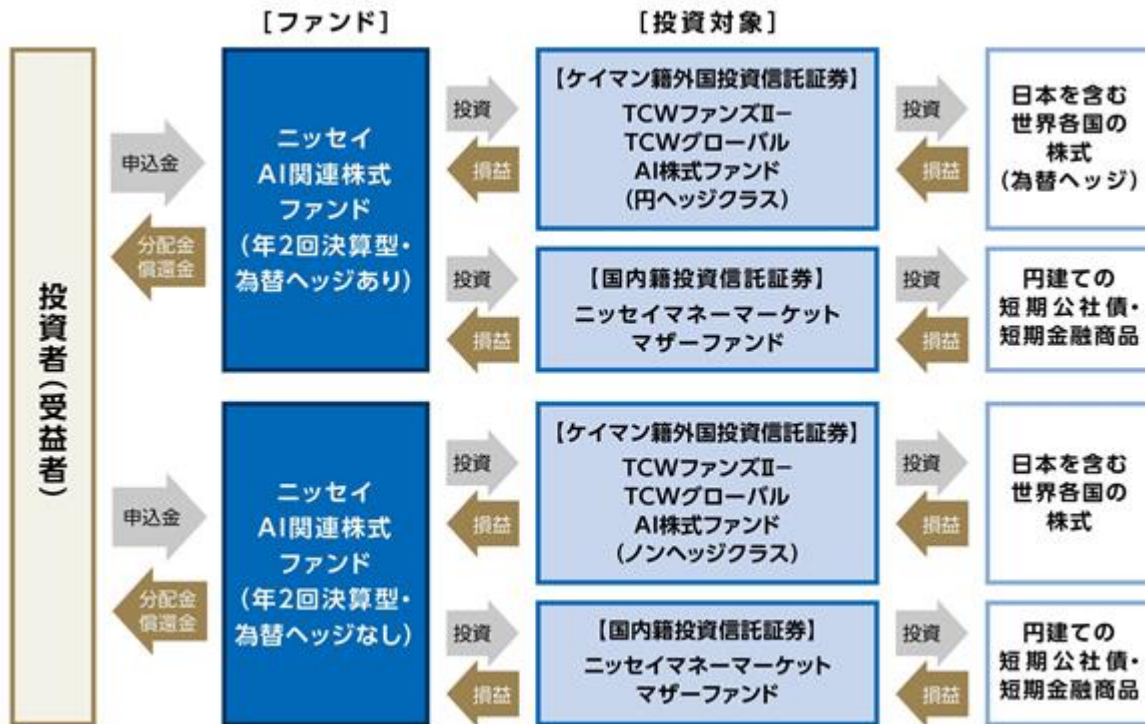 [ファンド]
[投資対象]
投資者(受益者)
申込金
分配金
償還金
ニッセイ
AI関連株式
ファンド
(年2回決算型・
為替ヘッジあり)
投資
損益
【ケイマン籍外国投資信託証券】
TCWファンズⅡー
TCWグローバル
AI株式ファンド
(円ヘッジクラス)
投資
損益
日本を含む
世界各国の
株式
(為替ヘッジ)
投資
損益
【国内籍投資信託証券】
ニッセイマネーマーケット
マザーファンド
投資
損益
円建ての
短期公社債・
短期金融商品
申込金
分配金
償還金
ニッセイ
AI関連株式
ファンド
(年2回決算型・
為替ヘッジなし)
投資
損益
【ケイマン籍外国投資信託証券】
TCWファンズⅡー
TCWグローバル
AI株式ファンド
(ノンヘッジクラス)
投資
損益
日本を含む
世界各国の
株式
投資
損益
【国内籍投資信託証券】
ニッセイマネーマーケット
マザーファンド
投資
損益
円建ての
短期公社債・
短期金融商品